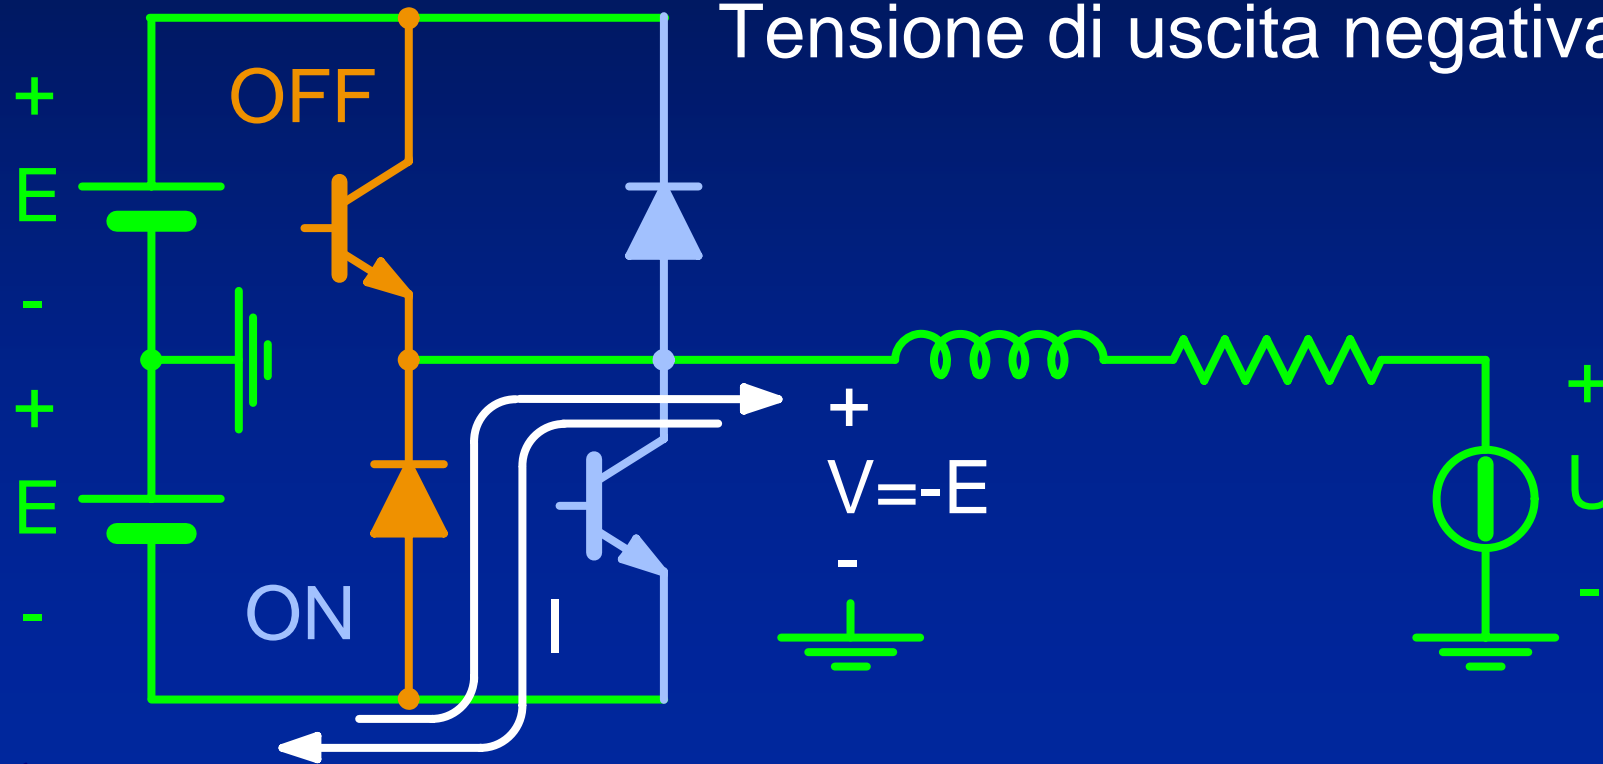 Tensione di uscita negativa
+
E
-
+
E
-
OFF
ON
I
+
V=-E
-
+
U
-